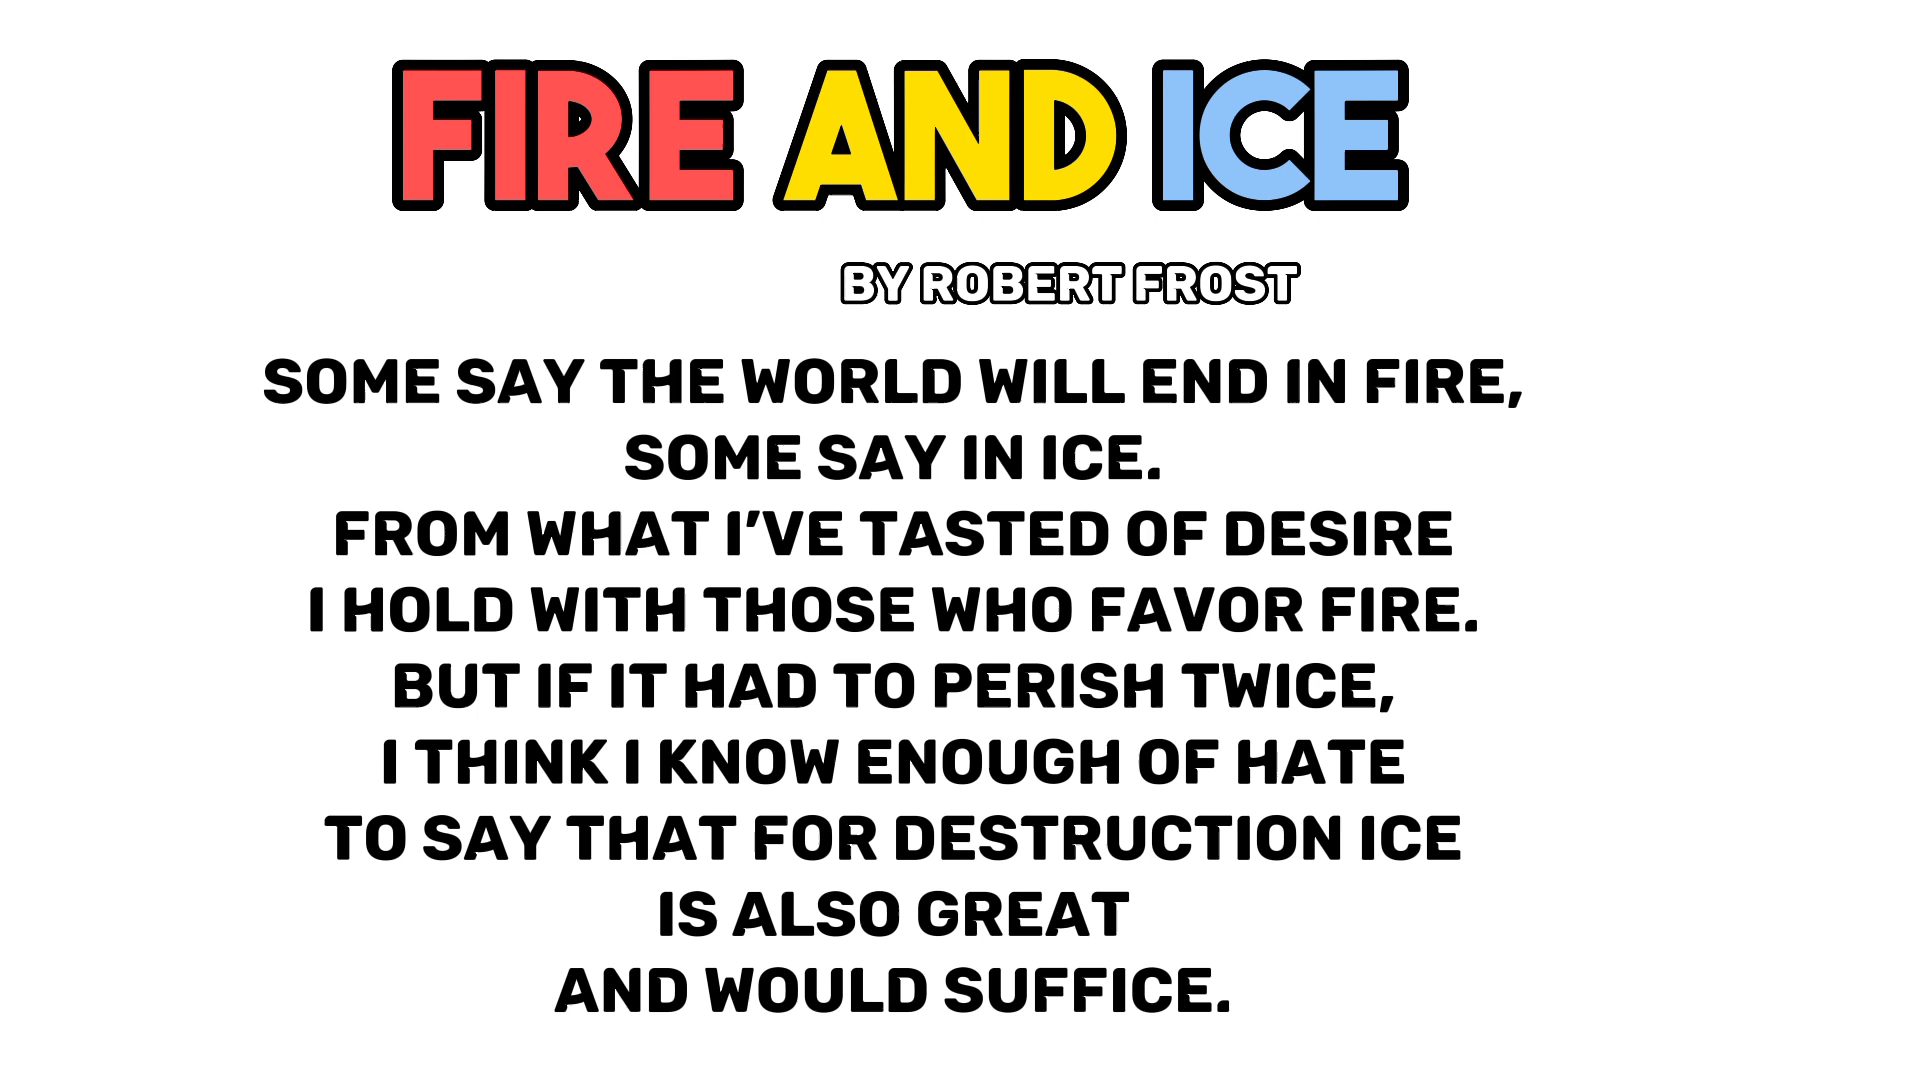 FIRE AND ICE
BY ROBERT FROST
SOME SAY THE WORLD WILL END IN FIRE,
SOME SAY IN ICE.
FROM WHAT I’VE TASTED OF DESIRE
I HOLD WITH THOSE WHO FAVOR FIRE.
BUT IF IT HAD TO PERISH TWICE,
I THINK I KNOW ENOUGH OF HATE
TO SAY THAT FOR DESTRUCTION ICE
IS ALSO GREAT
AND WOULD SUFFICE.